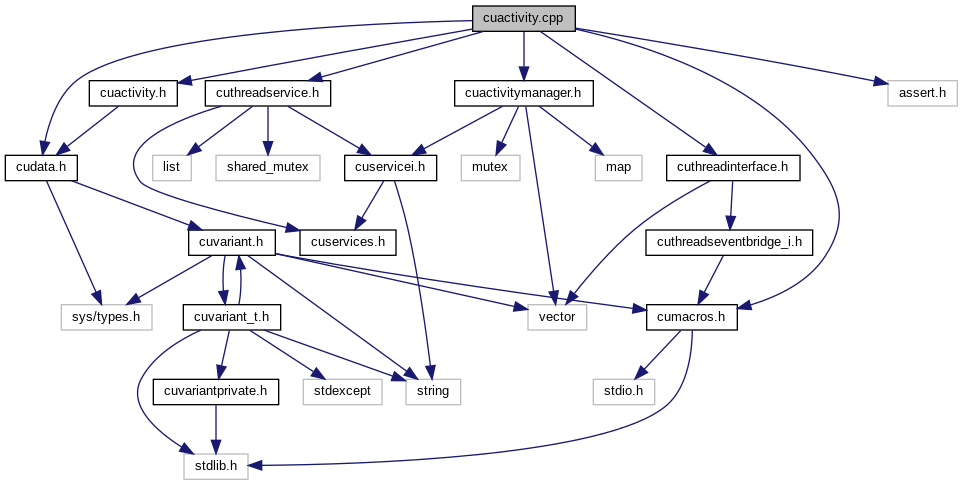 cuactivity.cpp
cuactivity.h
cuthreadservice.h
cuactivitymanager.h
assert.h
cudata.h
list
shared_mutex
cuservicei.h
mutex
map
cuthreadinterface.h
cuvariant.h
cuservices.h
cuthreadseventbridge_i.h
sys/types.h
cuvariant_t.h
vector
cumacros.h
cuvariantprivate.h
stdexcept
string
stdio.h
stdlib.h